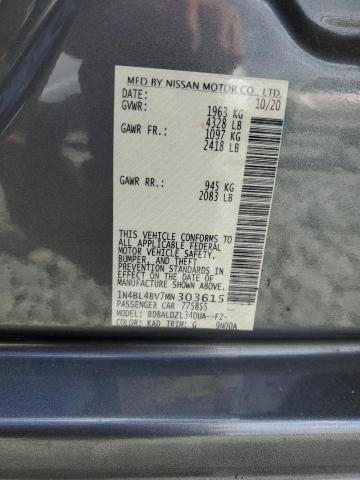 MFD BY NISSAN MOTOR CO., LTD.
DATE: 10/20
GVWR: 1963 KG
4328 LB
GAWR FR: 1097 KG
2418 LB
GAWR RR: 945 KG
2083 LB
THIS VEHICLE CONFORMS TO ALL
APPLICABLE FEDERAL MOTOR
VEHICLE SAFETY,
BUMPER, AND THEFT
PREVENTION STANDARDS IN
EFFECT ON THE DATE OF
MANUFACTURE SHOWN ABOVE.
1N4BL4BV7MN303615
PASSENGER CAR 775855
MODEL: BDBALDZL34DUA--FZ-
COLOR: KAD TRIM: G